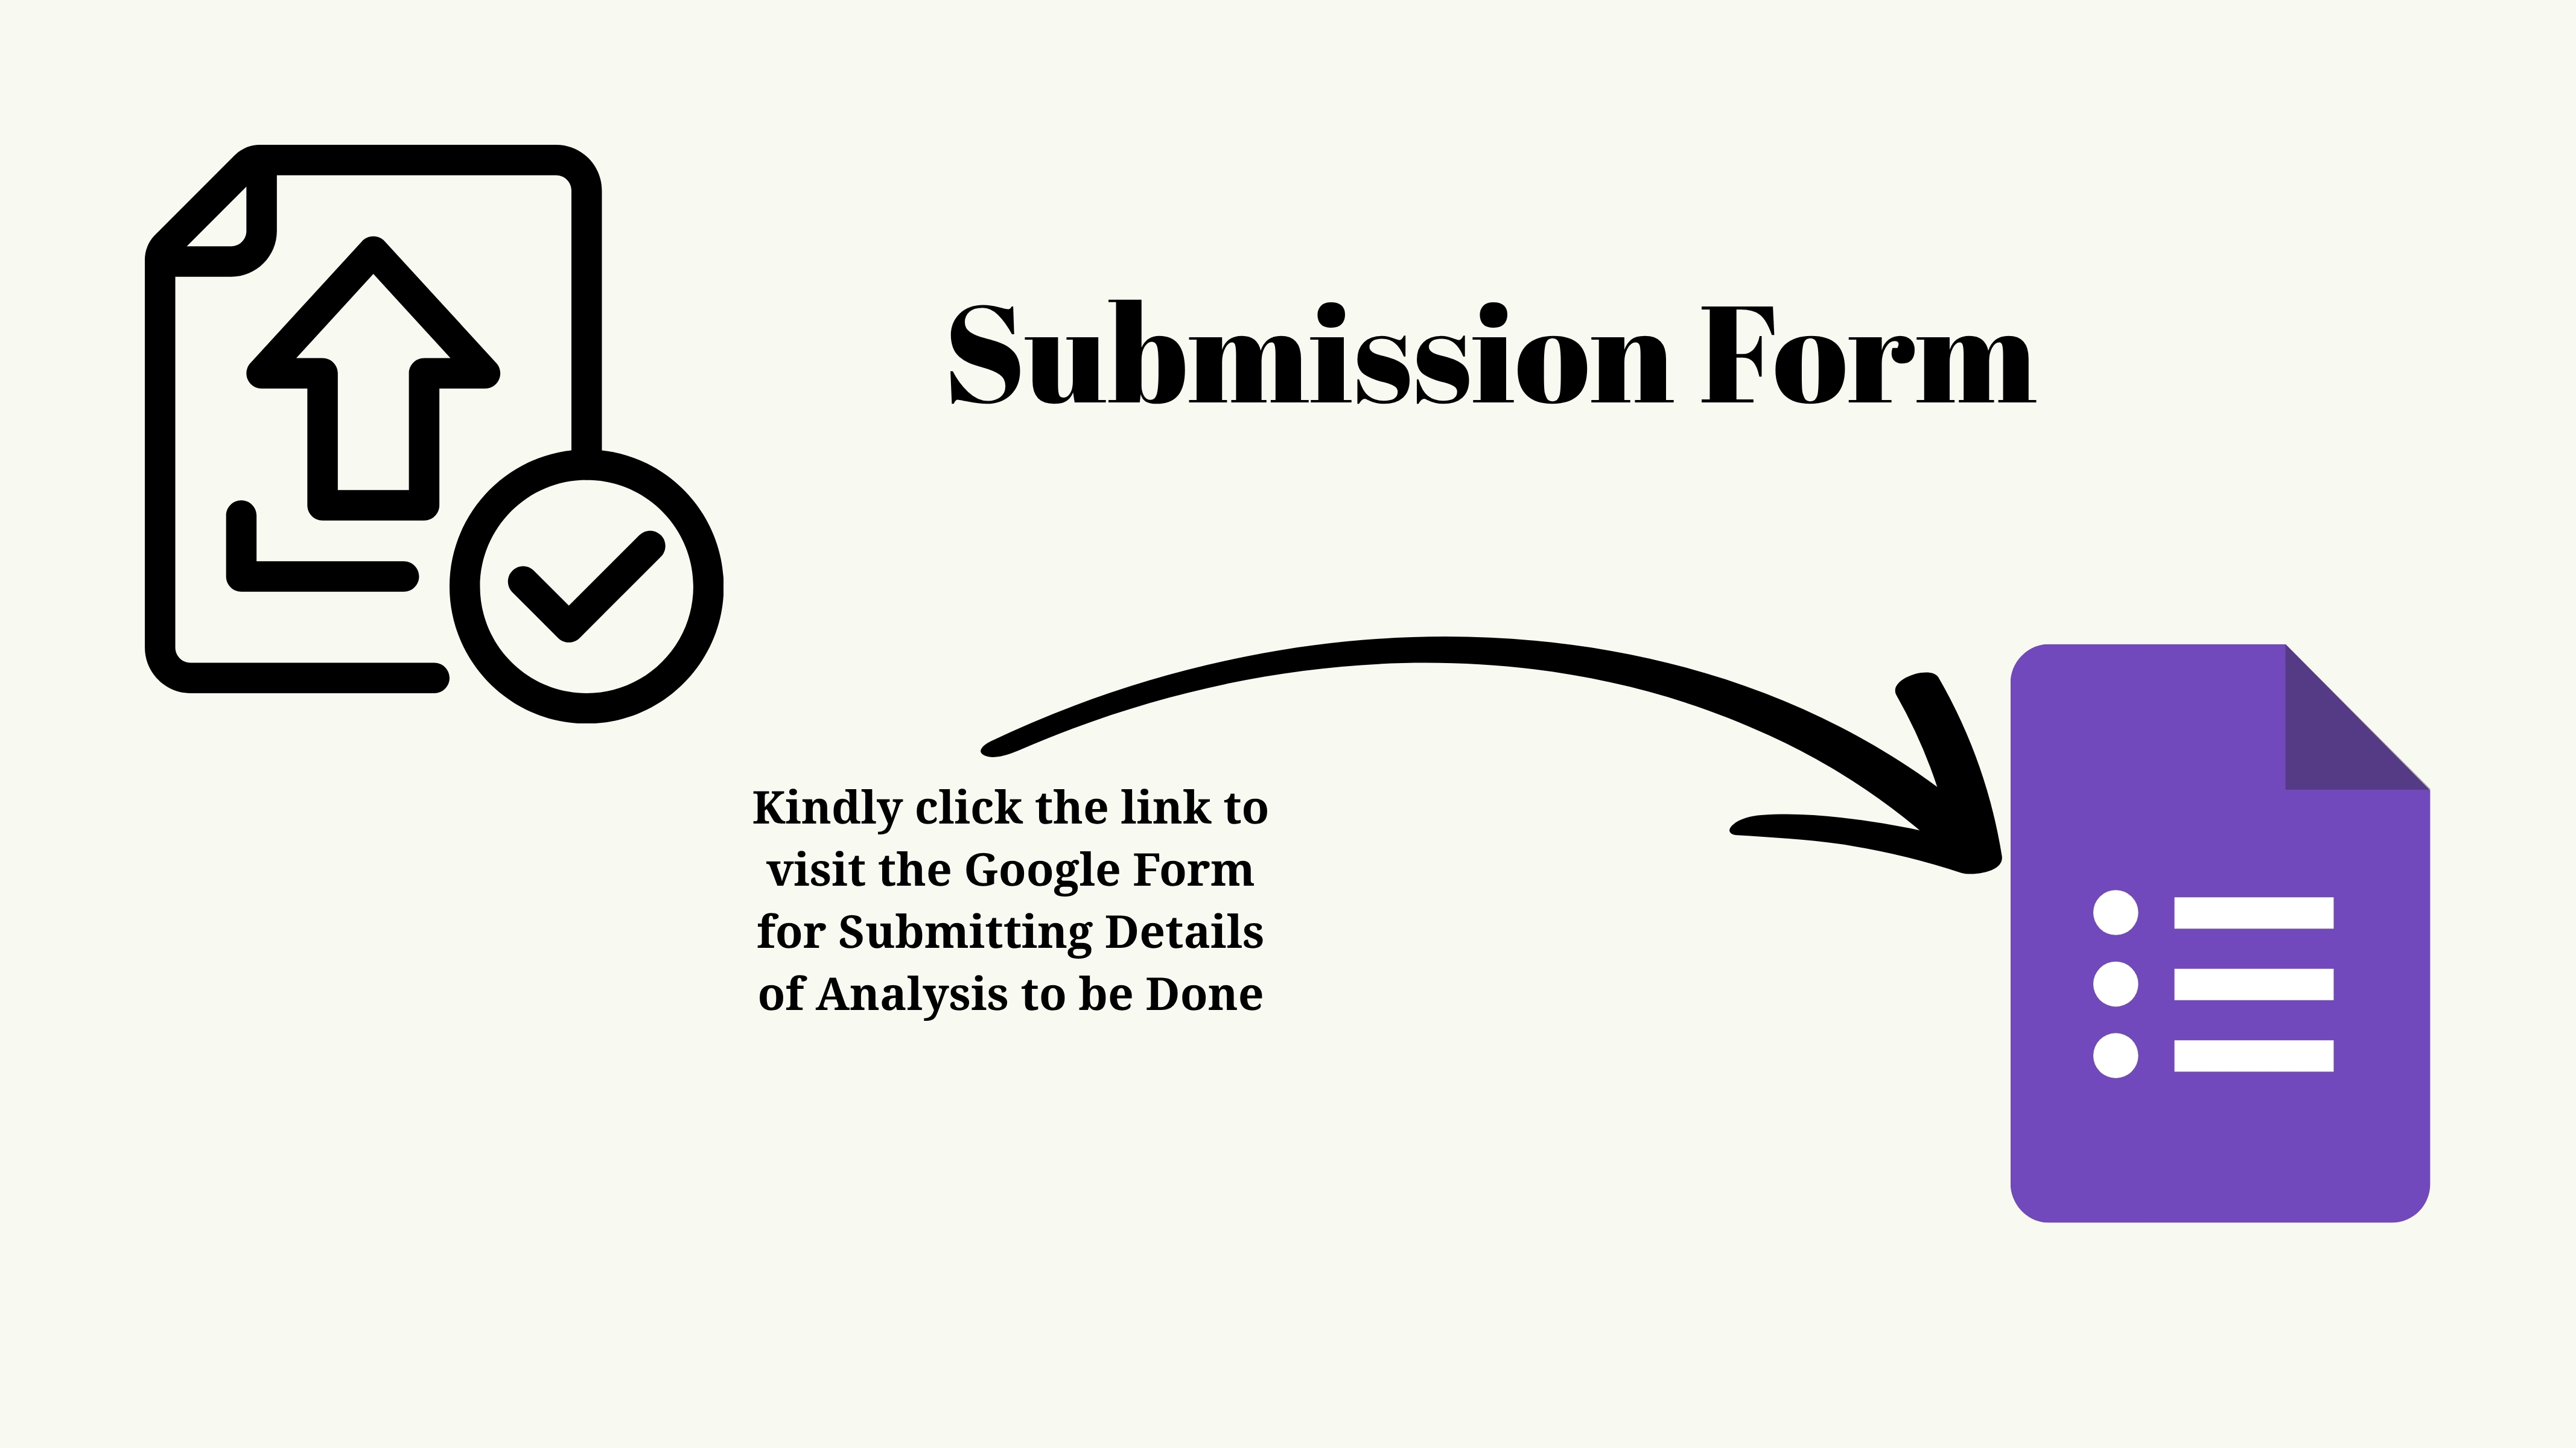 Submission Form
Kindly click the link to
visit the Google Form
for Submitting Details
of Analysis to be Done